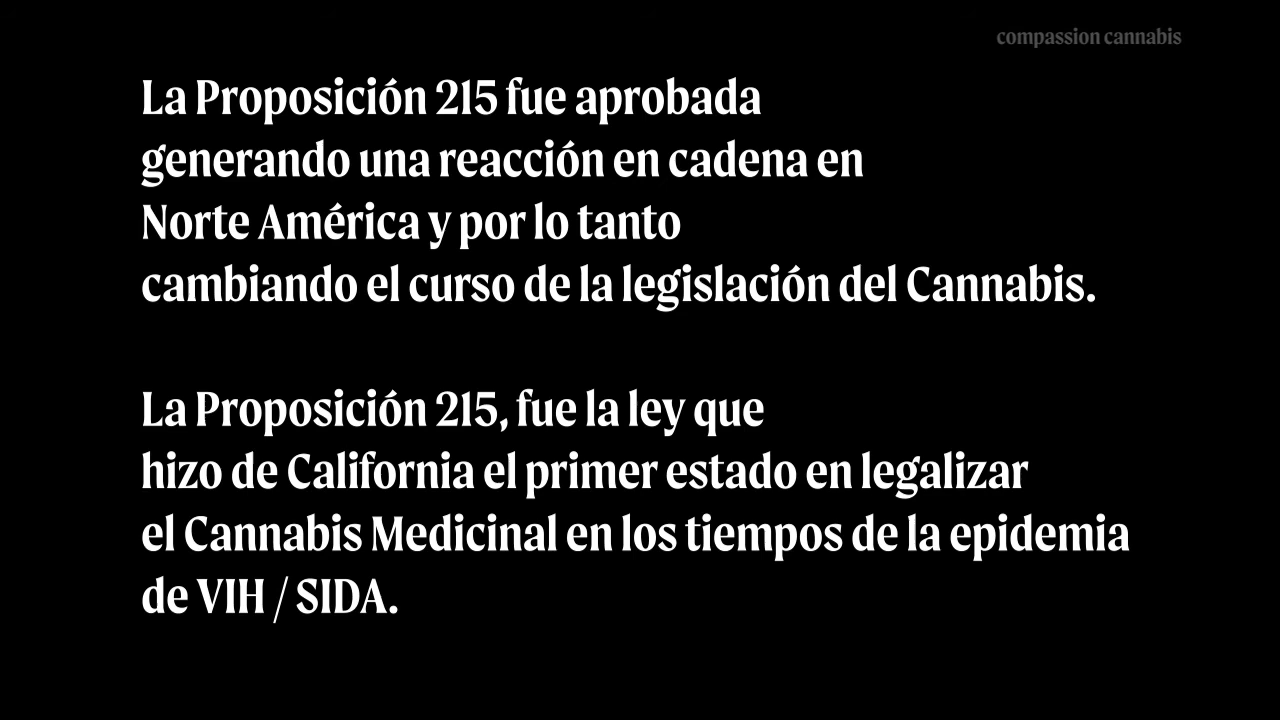 compassion cannabis
La Proposición 215 fue aprobada
generando una reacción en cadena en
Norte América y por lo tanto
cambiando el curso de la legislación del Cannabis.
La Proposición 215, fue la ley que
hizo de California el primer estado en legalizar
el Cannabis Medicinal en los tiempos de la epidemia
de VIH / SIDA.